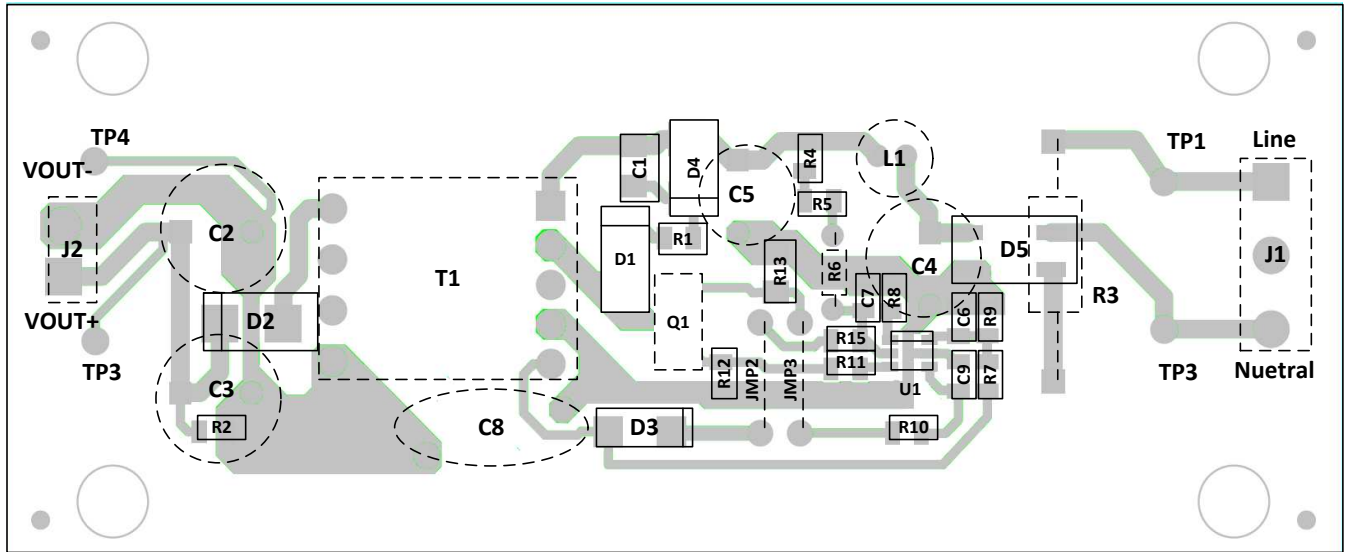 TP4
VOUT-
J2
VOUT+
TP3
C2
D2
C3
R2
T1
C8
C1
D4
D1
R1
Q1
C5
R4
R5
L1
R13
R6
C4
C7
R8
R15
R11
R12
JMP2
JMP3
U1
C6
R9
C9
R7
R10
D3
D5
R3
TP1
Line
J1
TP3
Nuetral